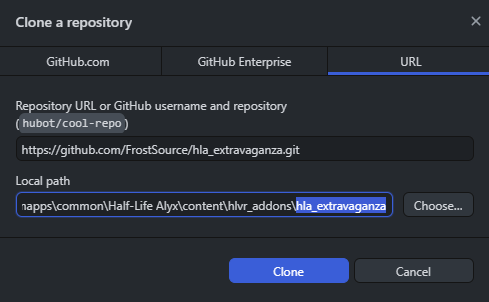 Clone a repository
GitHub.com
GitHub Enterprise
URL
Repository URL or GitHub username and repository
(hubot/cool-repo)
https://github.com/FrostSource/hla_extravaganza.git
Local path
apps\common\Half-Life Alyx\content\hlvr_addons\hla_extravaganza
Choose...
Clone
Cancel